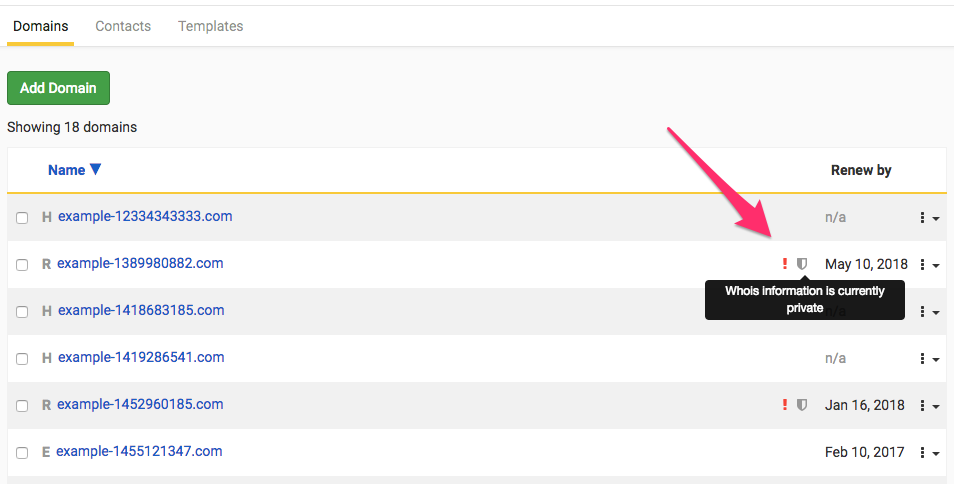 Domains Contacts Templates
Add Domain
Showing 18 domains
Name ▼ Renew by
H example-12334343333.com n/a
R example-1389980882.com ! May 10, 2018
Whois information is currently
private
H example-1418683185.com n/a
H example-1419286541.com n/a
R example-1452960185.com ! Jan 16, 2018
E example-1455121347.com Feb 10, 2017